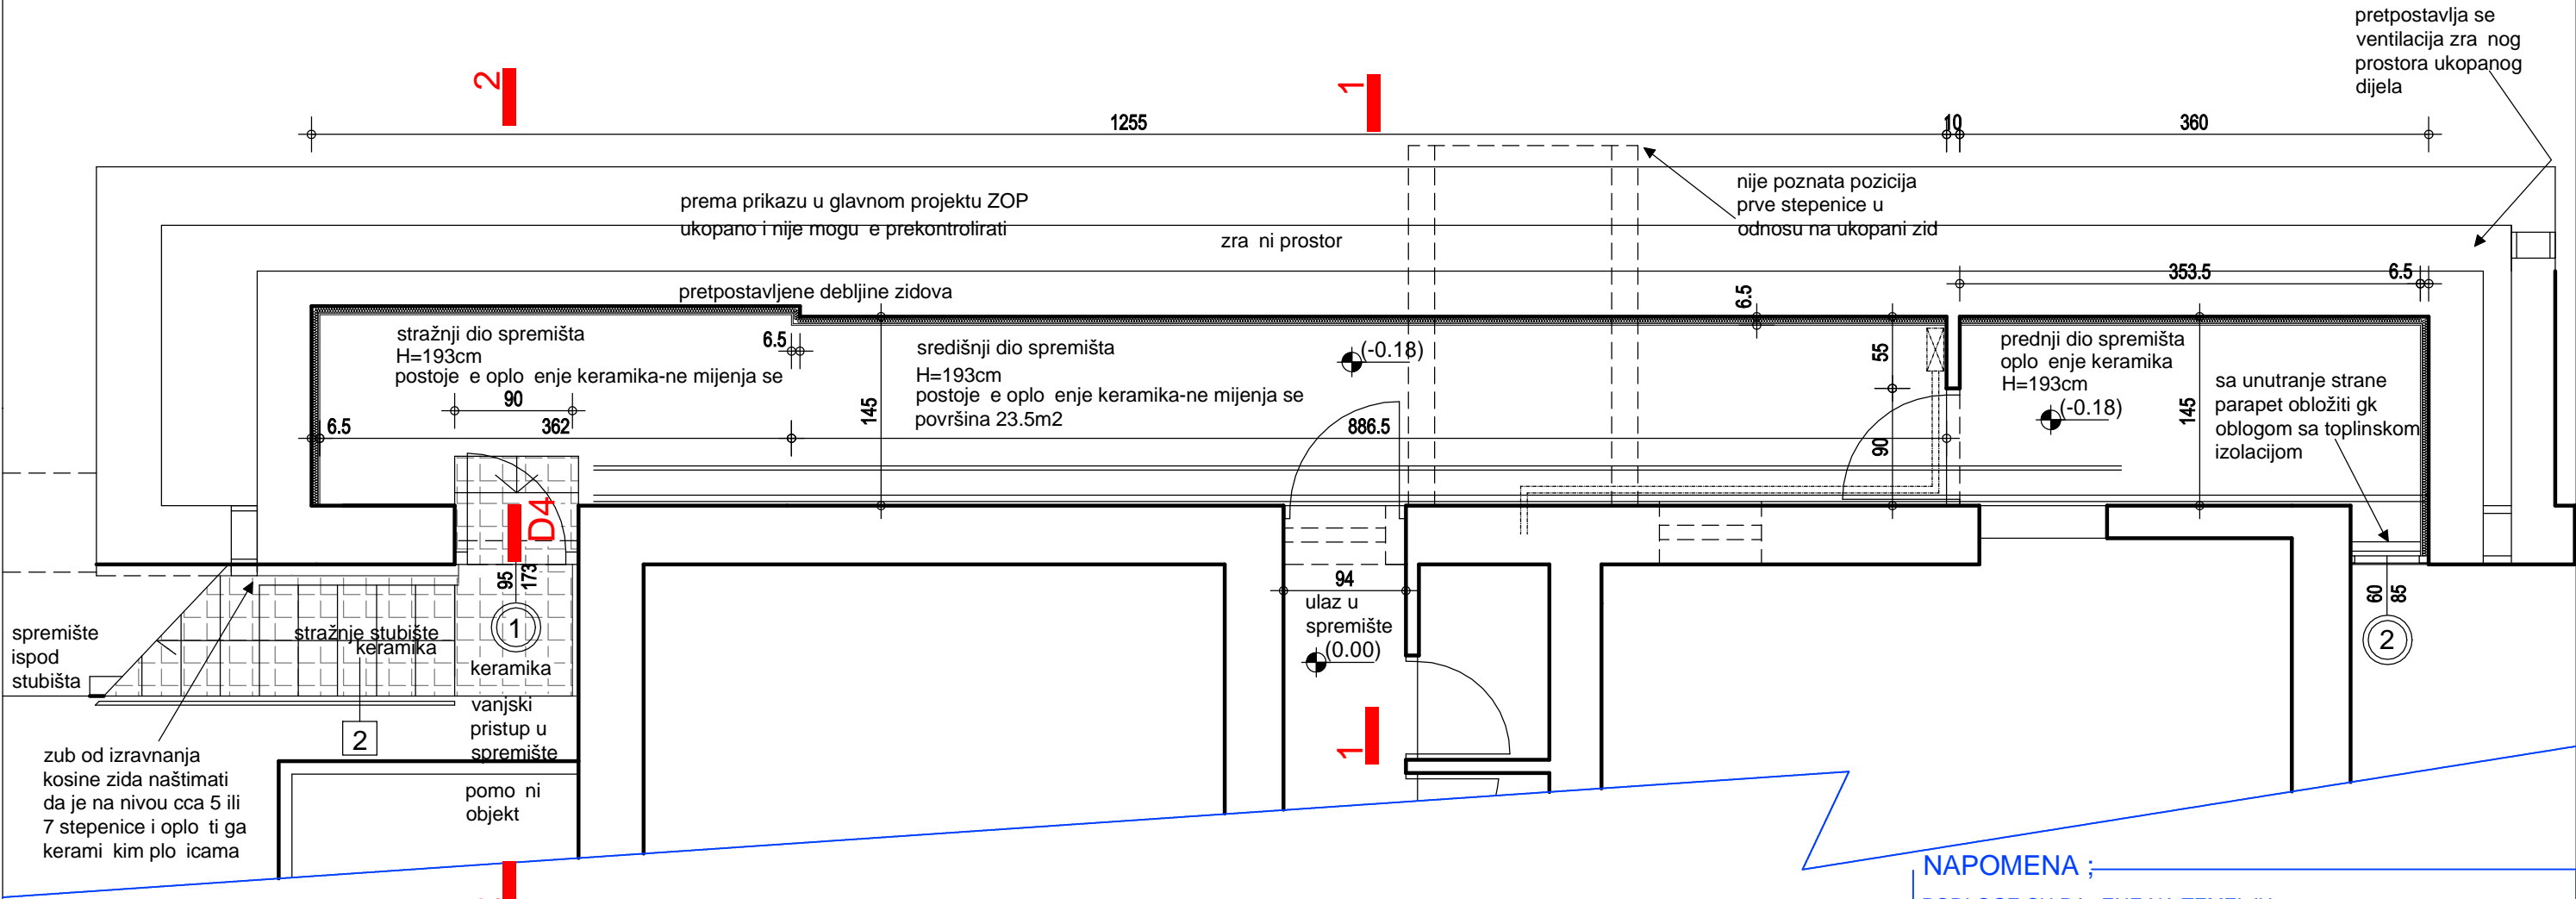 pretpostavlja se
ventilacija zra nog
prostora ukopanog
dijela
2
1
1255
10
360
prema prikazu u glavnom projektu ZOP
ukopano i nije mogu e prekontrolirati
zra ni prostor
nije poznata pozicija
prve stepenice u
odnosu na ukopani zid
353.5
6.5
pretpostavljene debljine zidova
6.5
stražnji dio spremišta
H=193cm
postoje e oplo enje keramika-ne mijenja se
90
6.5
362
6.5
središnji dio spremišta
H=193cm
postoje e oplo enje keramika-ne mijenja se
površina 23.5m2
145
(-0.18)
886.5
55
90
prednji dio spremišta
oplo enje keramika
H=193cm
(-0.18)
145
sa unutranje strane
parapet obložiti gk
oblogom sa toplinskom
izolacijom
D4
95
173
1
94
ulaz u
spremište
(0.00)
60
85
2
spremište
ispod
stubišta
stražnje stubište
keramika
keramika
vanjski
pristup u
spremište
2
1
pomo ni
objekt
zub od izravnanja
kosine zida naštimati
da je na nivou cca 5 ili
7 stepenice i oplo ti ga
kerami kim plo icama
NAPOMENA ;